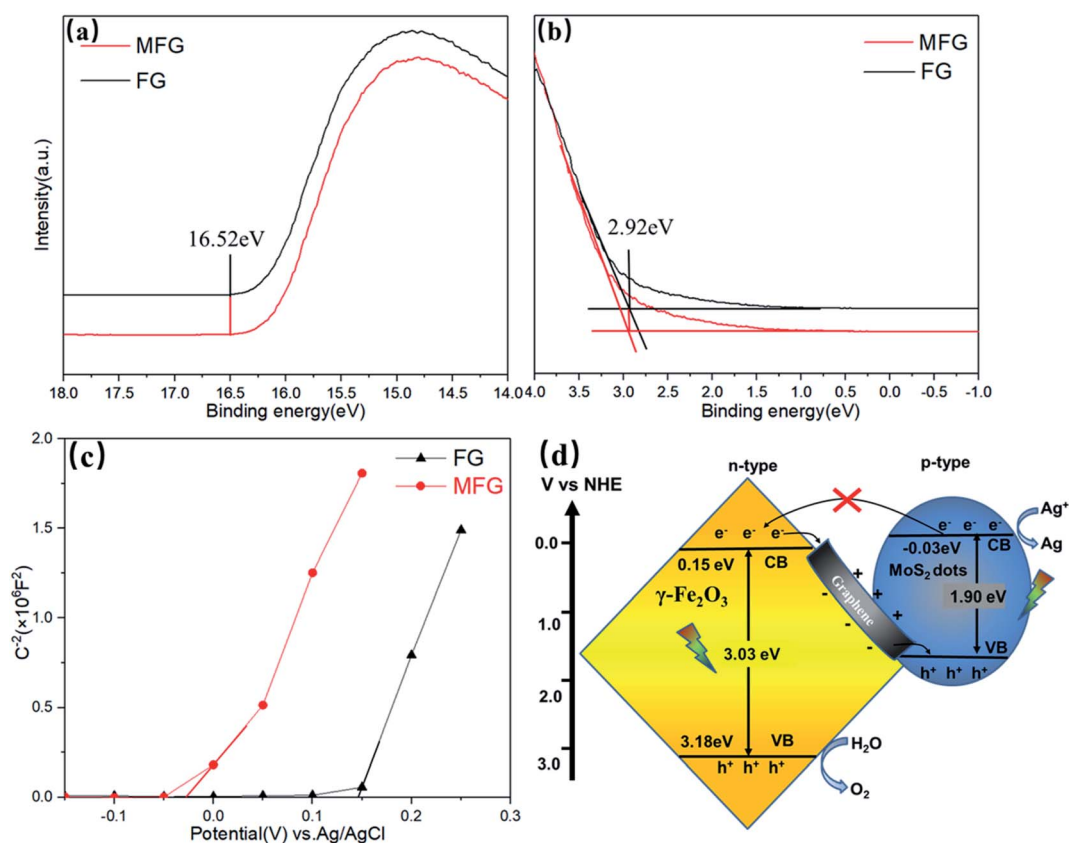 (a)
MFG
FG
16.52eV
Intensity(a.u.)
18.0 17.5 17.0 16.5 16.0 15.5 15.0 14.5 14.0
Binding energy(eV)
(b)
MFG
FG
2.92eV
4.0 3.5 3.0 2.5 2.0 1.5 1.0 0.5 0.0 -0.5 -1.0
Binding energy(eV)
(c)
FG
MFG
C⁻²(×10⁶F²)
2.0
1.5
1.0
0.5
0.0
-0.1 0.0 0.1 0.2 0.3
Potential(V) vs.Ag/AgCl
(d)
n-type
p-type
V vs NHE
0.0
1.0
2.0
3.0
e⁻ e⁻ e⁻
0.15 eV
CB
γ-Fe₂O₃
3.03 eV
3.18eV
VB
h⁺ h⁺ h⁺
H₂O
O₂
Graphene
+ + + +
- - - -
e⁻ e⁻ e⁻
CB
-0.03eV
MoS₂ dots
1.90 eV
VB
h⁺ h⁺ h⁺
Ag⁺
Ag